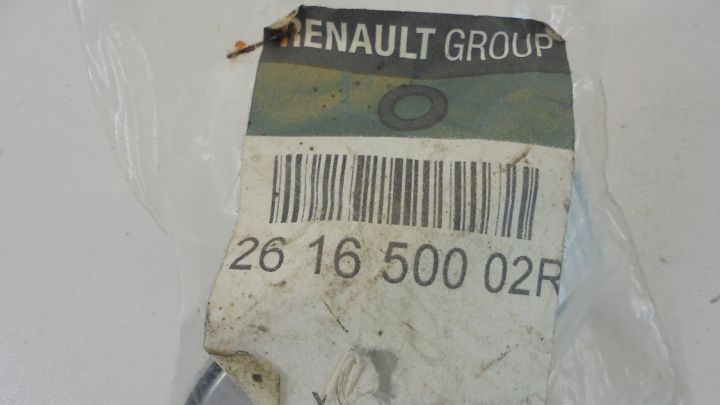 RENAULT GROUP
26 16 500 02R